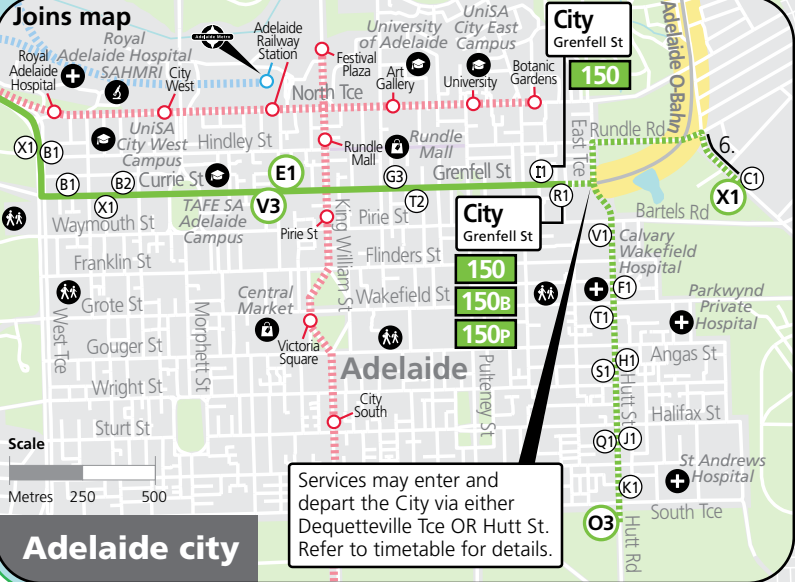 Joins map
Royal
Adelaide Hospital
SAHMRI
Royal
Adelaide
Hospital
City
West
Adelaide Metro
Adelaide
Railway
Station
Festival
Plaza
University
of Adelaide
UniSA
City East
Campus
Art
Gallery
University
Botanic
Gardens
North Tce
City
Grenfell St
150
Adelaide O-Bahn
Rundle Rd
East Tce
6.
C1
X1
X1
B1
UniSA
City West
Campus
Hindley St
Rundle
Mall
Rundle
Mall
B1
B2
Currie St
E1
G3
Grenfell St
I1
R1
X1
V3
T2
TAFE SA
Adelaide
Campus
Waymouth St
Pirie St
Pirie St
King William St
City
Grenfell St
150
150B
150P
Bartels Rd
V1
Calvary
Wakefield
Hospital
Franklin St
Flinders St
Grote St
Central
Market
Wakefield St
F1
T1
Parkwynd
Private
Hospital
West Tce
Morphett St
Gouger St
Victoria
Square
Adelaide
Pulteney St
H1
S1
Angas St
Hutt St
Wright St
City
South
Halifax St
Sturt St
Q1
J1
Scale
Metres 250 500
St Andrews
Hospital
K1
Services may enter and
depart the City via either
Dequetteville Tce OR Hutt St.
Refer to timetable for details.
O3
South Tce
Hutt Rd
Adelaide city